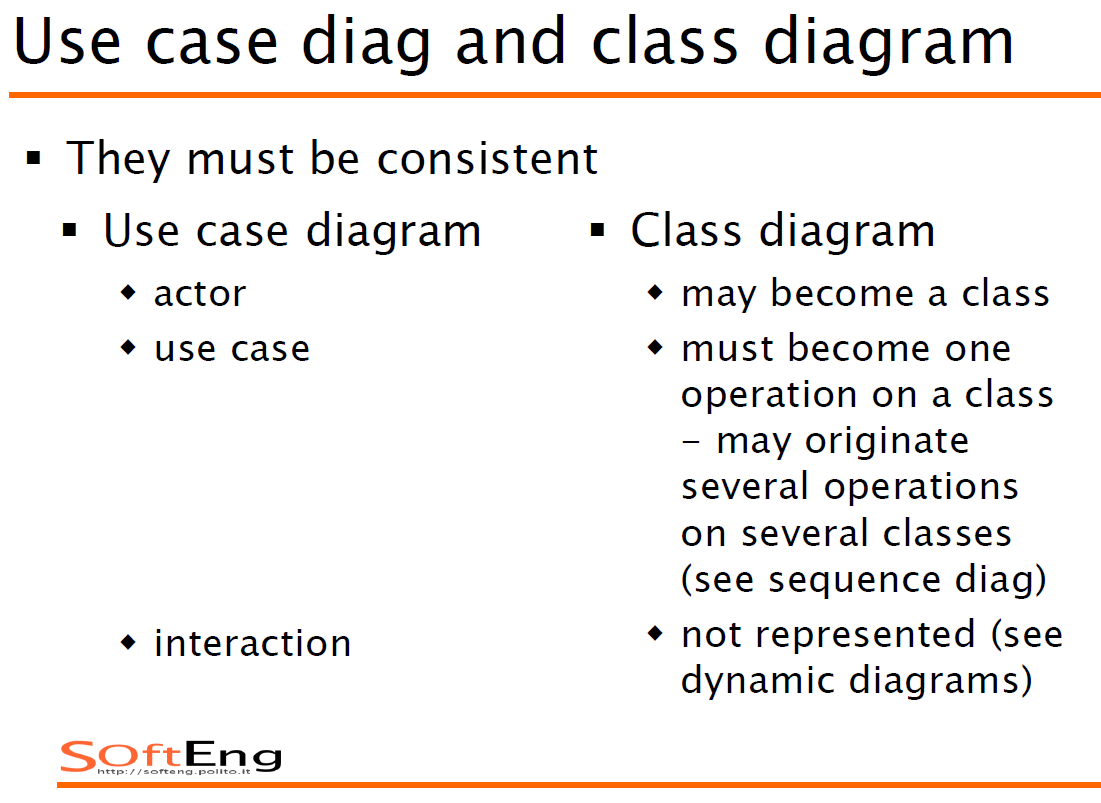 Use case diag and class diagram
▪ They must be consistent
▪ Use case diagram
◆ actor
◆ use case
◆ interaction
▪ Class diagram
◆ may become a class
◆ must become one
operation on a class
– may originate
several operations
on several classes
(see sequence diag)
◆ not represented (see
dynamic diagrams)
SoftEng
http://softeng.polito.it